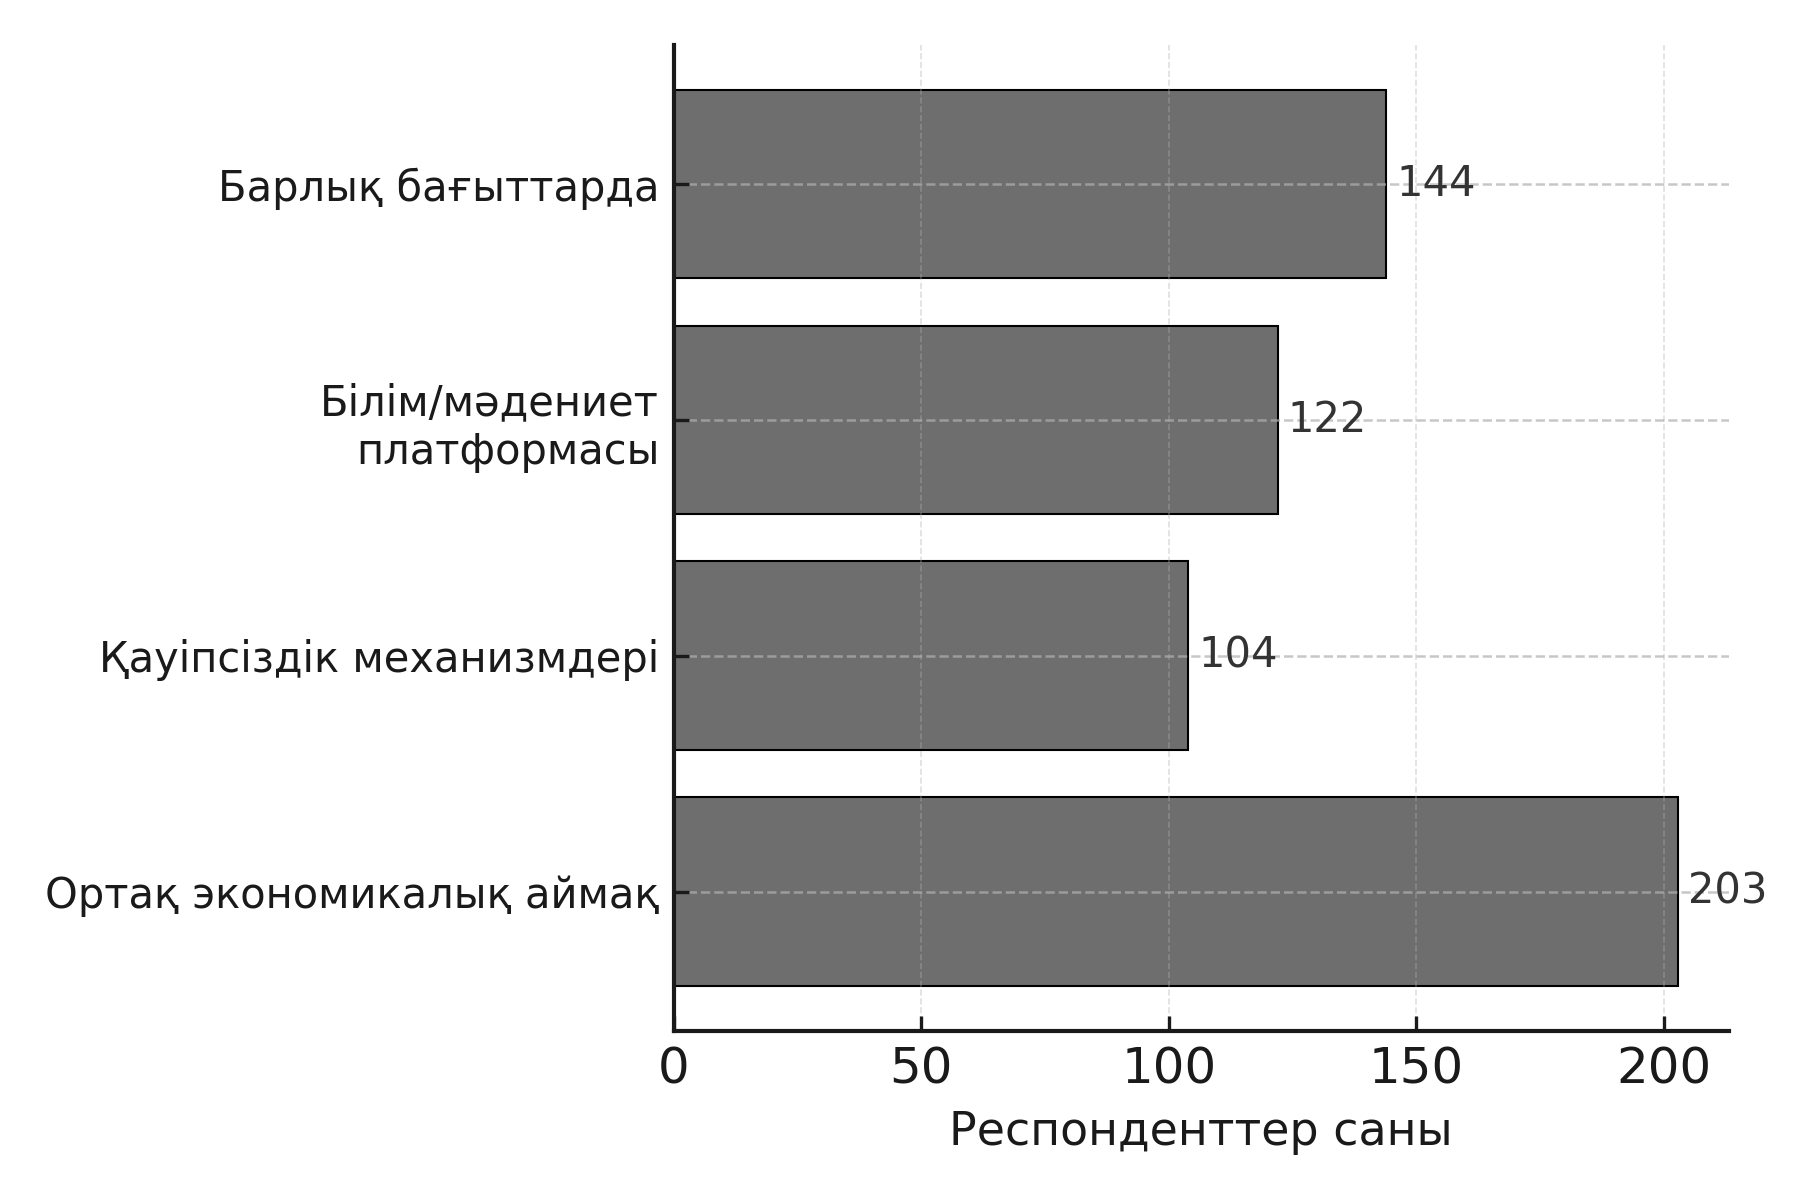 Барлық бағыттарда
144
Білім/мәдениет
платформасы
122
Қауіпсіздік механизмдері
104
Ортақ экономикалық аймақ
203
0 50 100 150 200
Респонденттер саны